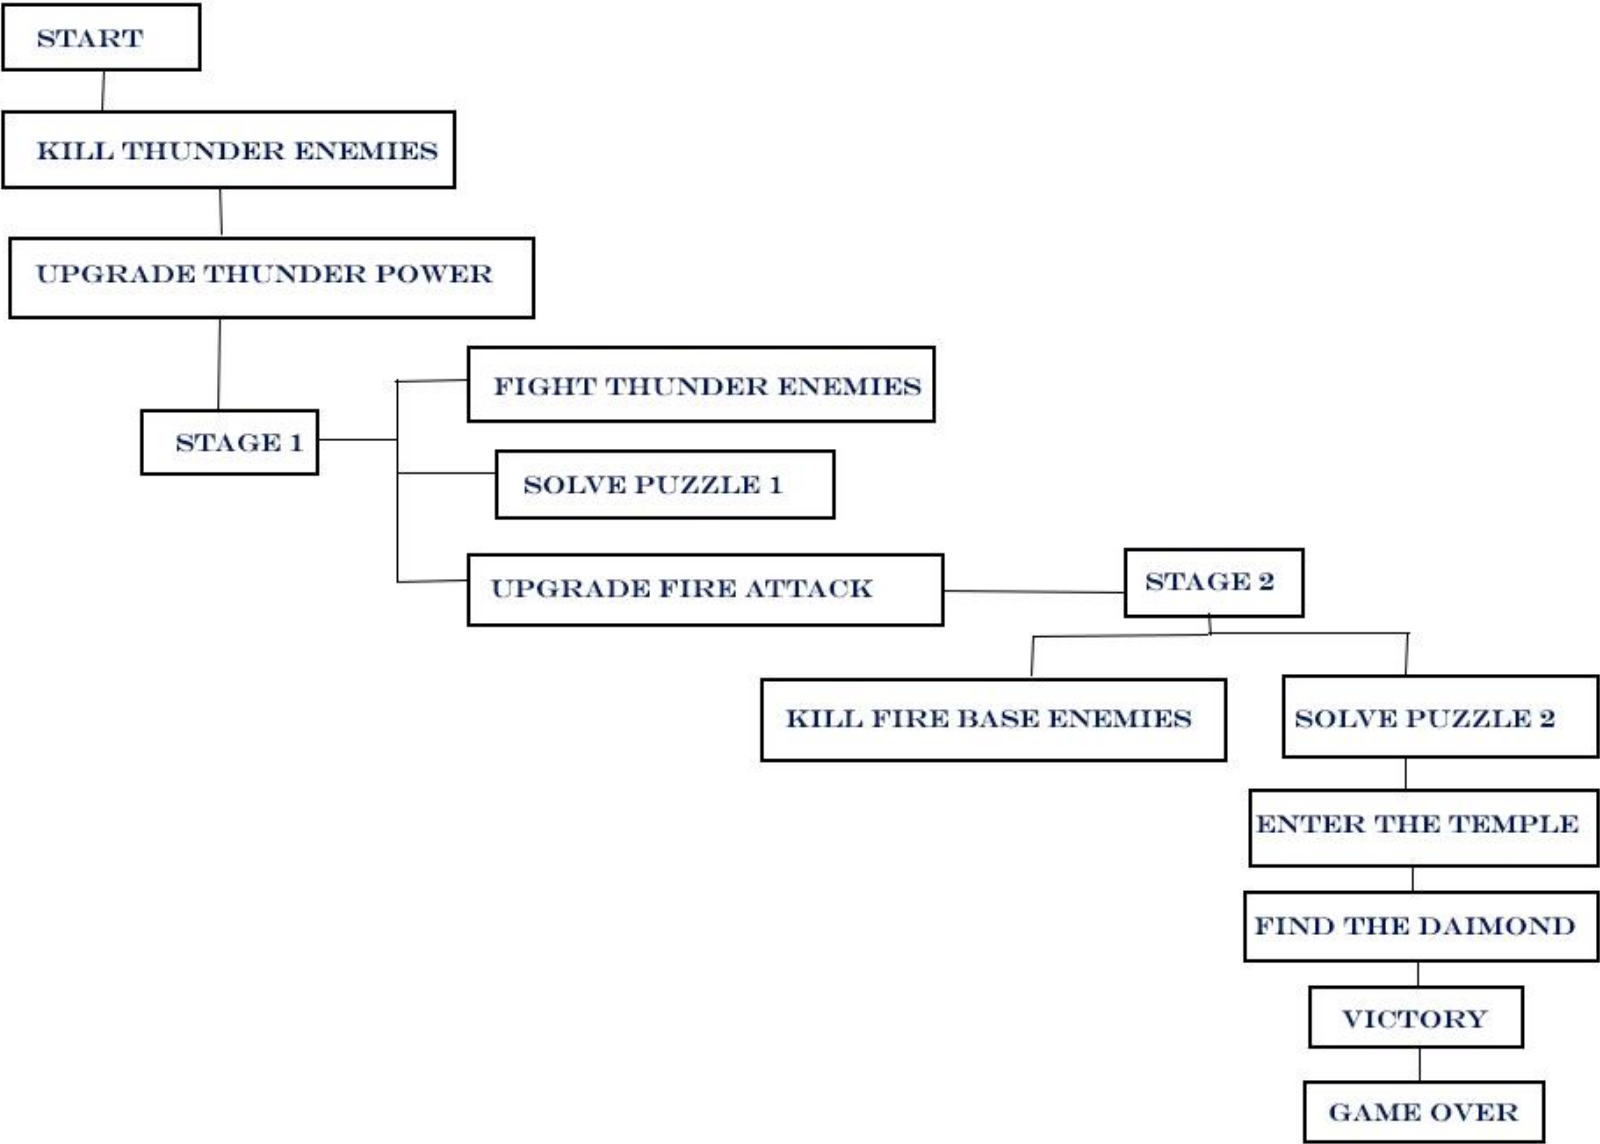 START
KILL THUNDER ENEMIES
UPGRADE THUNDER POWER
FIGHT THUNDER ENEMIES
STAGE 1
SOLVE PUZZLE 1
UPGRADE FIRE ATTACK
STAGE 2
KILL FIRE BASE ENEMIES
SOLVE PUZZLE 2
ENTER THE TEMPLE
FIND THE DAIMOND
VICTORY
GAME OVER